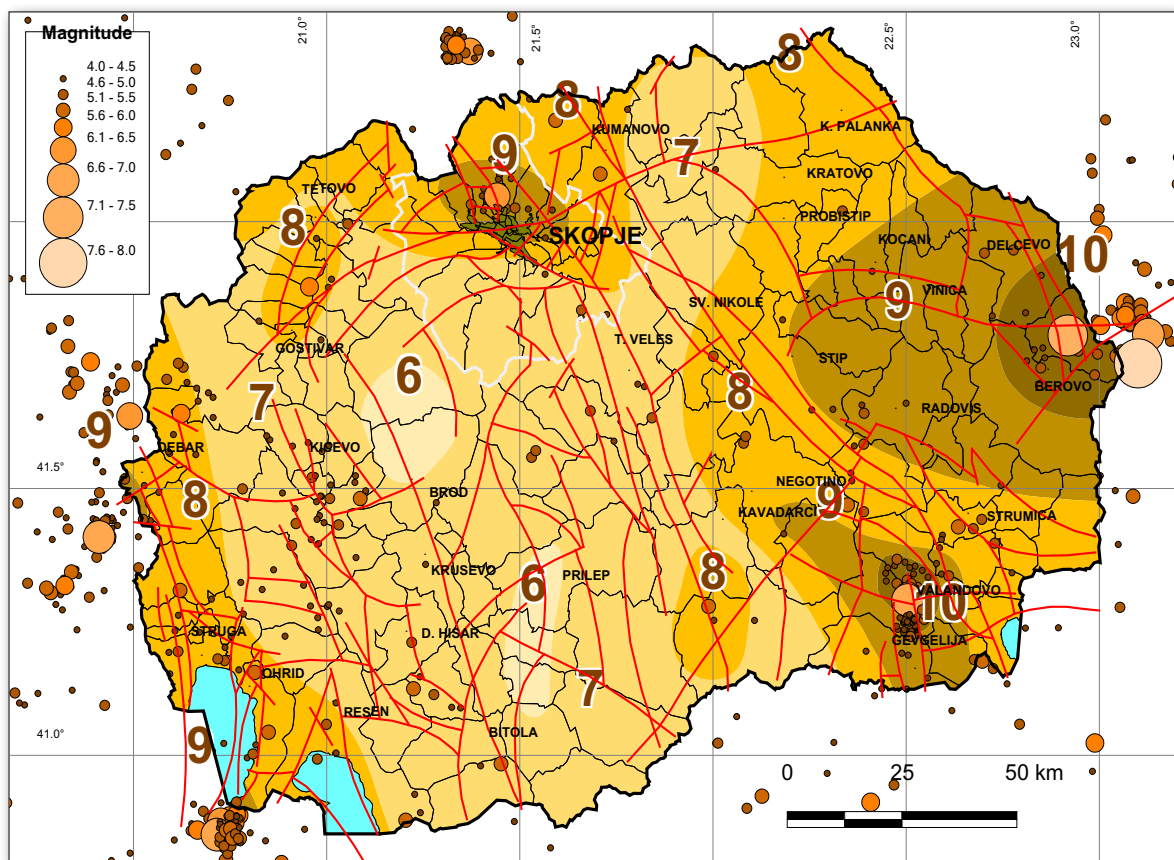 Magnitude
4.0 - 4.5
4.6 - 5.0
5.1 - 5.5
5.6 - 6.0
6.1 - 6.5
6.6 - 7.0
7.1 - 7.5
7.6 - 8.0
21.0°
21.5°
22.5°
23.0°
8
8
KUMANOVO
K. PALANKA
9
7
KRATOVO
TETOVO
PROBISTIP
8
SKOPJE
KOCANI
DELCEVO
10
SV. NIKOLE
9
VINICA
GOSTIVAR
T. VELES
STIP
6
8
BEROVO
7
RADOVIS
9
DEBAR
KICEVO
41.5°
8
BROD
NEGOTINO
9
KAVADARCI
STRUMICA
KRUSEVO
6
PRILEP
8
VALANDOVO
10
STRUGA
D. HISAR
GEVGELIJA
OHRID
7
RESEN
BITOLA
41.0°
9
0
25
50 km